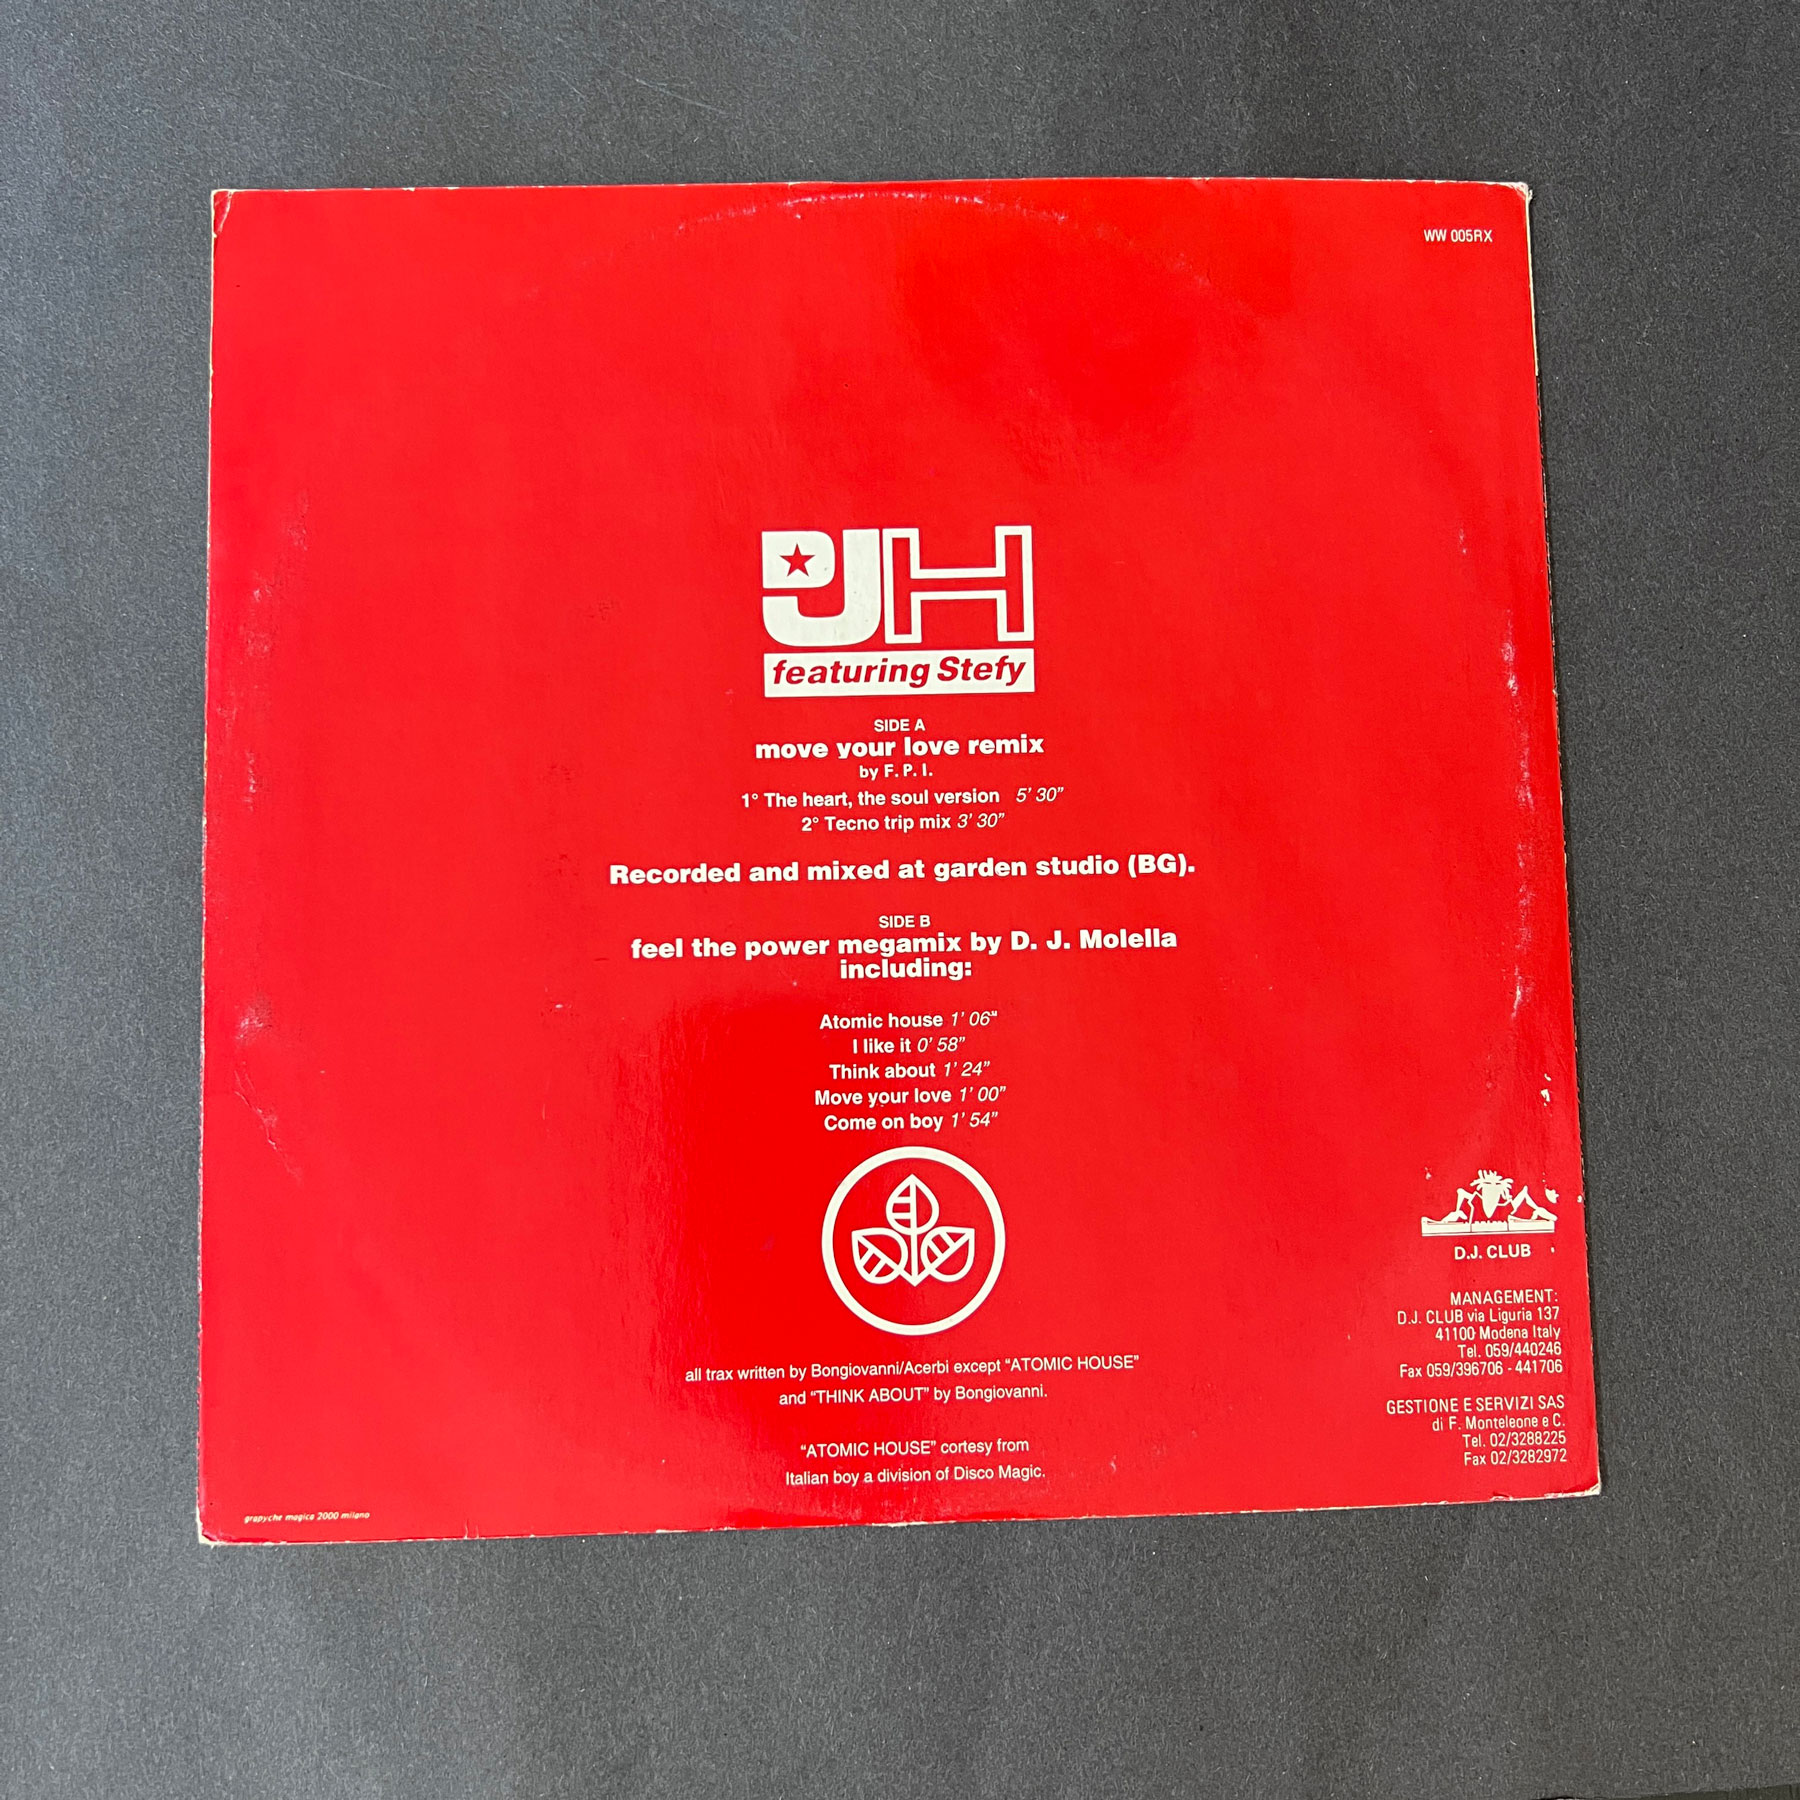 WW 005RX
DJH
featuring Stefy
SIDE A
move your love remix
by F. P. I.
1° The heart, the soul version 5' 30"
2° Tecno trip mix 3' 30"
Recorded and mixed at garden studio (BG).
SIDE B
feel the power megamix by D. J. Molella
including:
Atomic house 1' 06"
I like it 0' 58"
Think about 1' 24"
Move your love 1' 00"
Come on boy 1' 54"
all trax written by Bongiovanni/Acerbi except "ATOMIC HOUSE"
and "THINK ABOUT" by Bongiovanni.
"ATOMIC HOUSE" cortesy from
Italian boy a division of Disco Magic.
D.J. CLUB
MANAGEMENT:
D.J. CLUB via Liguria 137
41100 Modena Italy
Tel. 059/440246
Fax 059/396706 - 441706
GESTIONE E SERVIZI SAS
di F. Monteleone e C.
Tel. 02/3288225
Fax 02/3282972
grapyche magica 2000 milano